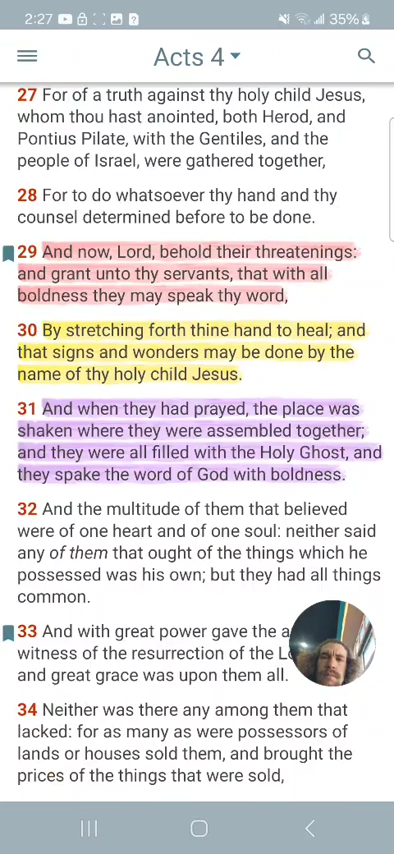 2:27 35%
Acts 4
27 For of a truth against thy holy child Jesus,
whom thou hast anointed, both Herod, and
Pontius Pilate, with the Gentiles, and the
people of Israel, were gathered together,
28 For to do whatsoever thy hand and thy
counsel determined before to be done.
29 And now, Lord, behold their threatenings:
and grant unto thy servants, that with all
boldness they may speak thy word,
30 By stretching forth thine hand to heal; and
that signs and wonders may be done by the
name of thy holy child Jesus.
31 And when they had prayed, the place was
shaken where they were assembled together;
and they were all filled with the Holy Ghost, and
they spake the word of God with boldness.
32 And the multitude of them that believed
were of one heart and of one soul: neither said
any of them that ought of the things which he
possessed was his own; but they had all things
common.
33 And with great power gave the
witness of the resurrection of the
and great grace was upon them all.
34 Neither was there any among them that
lacked: for as many as were possessors of
lands or houses sold them, and brought the
prices of the things that were sold,